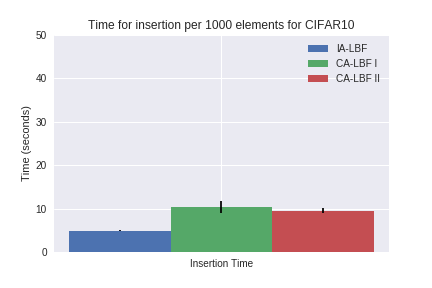 Time for insertion per 1000 elements for CIFAR10
50
40
30
20
10
0
Time (seconds)
IA-LBF
CA-LBF I
CA-LBF II
Insertion Time